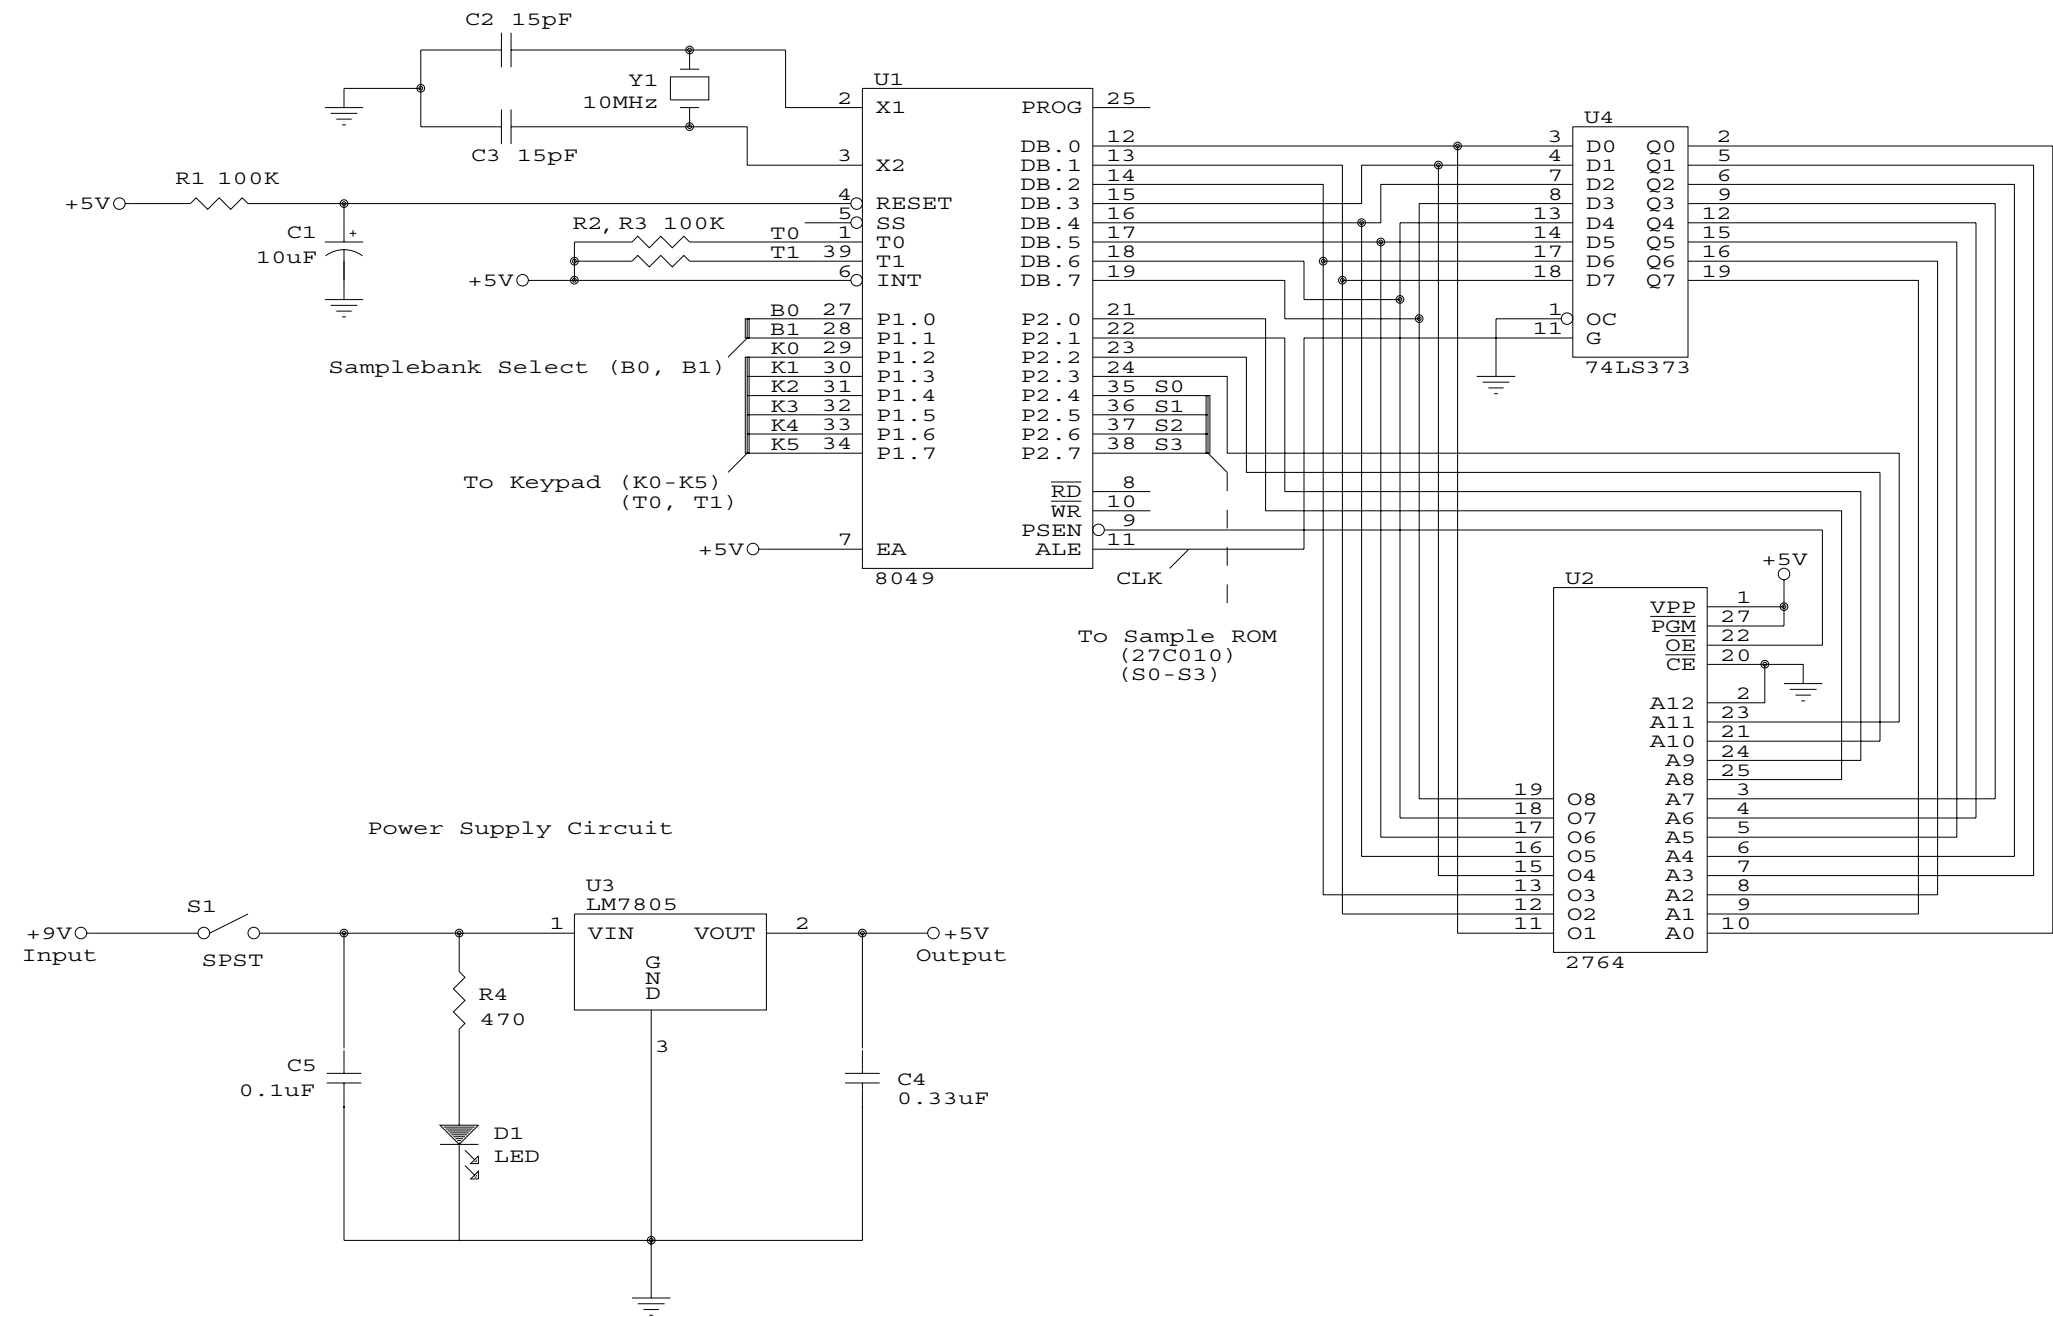 C2 15pF
Y1
10MHz
C3 15pF
R1 100K
+5V
C1
+
10uF
R2,R3 100K
T0
T1
+5V
B0
B1
K0
K1
K2
K3
K4
K5
Samplebank Select (B0, B1)
To Keypad (K0-K5)
(T0, T1)
+5V
U1
2 X1
3 X2
4 RESET
5 SS
1 T0
39 T1
6 INT
27 P1.0
28 P1.1
29 P1.2
30 P1.3
31 P1.4
32 P1.5
33 P1.6
34 P1.7
7 EA
PROG 25
DB.0 12
DB.1 13
DB.2 14
DB.3 15
DB.4 16
DB.5 17
DB.6 18
DB.7 19
P2.0 21
P2.1 22
P2.2 23
P2.3 24
P2.4 35 S0
P2.5 36 S1
P2.6 37 S2
P2.7 38 S3
RD 8
WR 10
PSEN 9
ALE 11
8049
CLK
To Sample ROM
(27C010)
(S0-S3)
U4
3 D0 Q0 2
4 D1 Q1 5
7 D2 Q2 6
8 D3 Q3 9
13 D4 Q4 12
14 D5 Q5 15
17 D6 Q6 16
18 D7 Q7 19
1 OC
11 G
74LS373
+5V
U2
VPP 1
PGM 27
OE 22
CE 20
A12 2
A11 23
A10 21
A9 24
A8 25
19 O8 A7 3
18 O7 A6 4
17 O6 A5 5
16 O5 A4 6
15 O4 A3 7
13 O3 A2 8
12 O2 A1 9
11 O1 A0 10
2764
Power Supply Circuit
+9V
Input
S1
SPST
C5
0.1uF
R4
470
D1
LED
U3
LM7805
1 VIN VOUT 2
GND
3
C4
0.33uF
+5V
Output